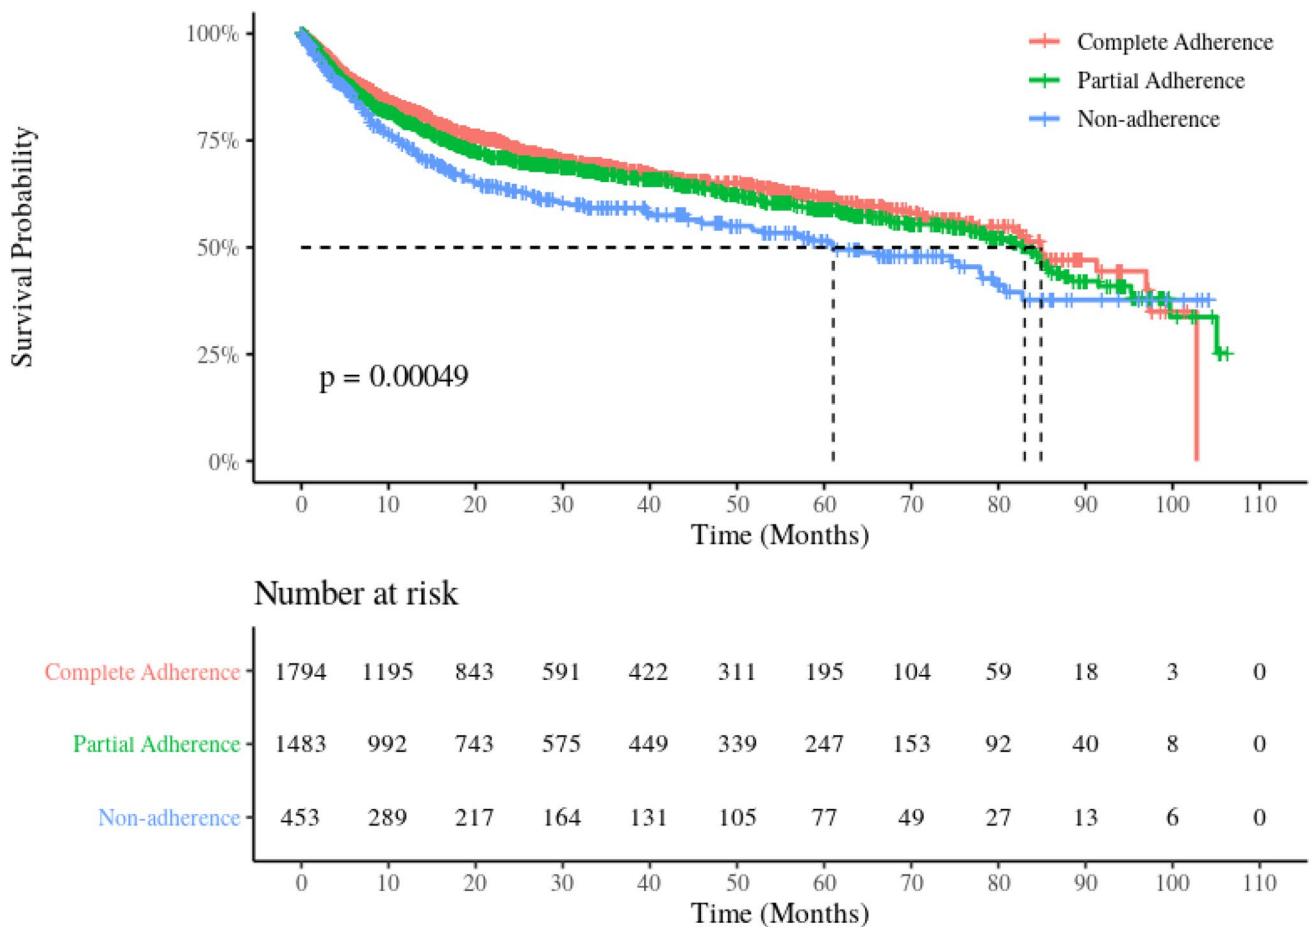 100%
75%
50%
25%
0%
Survival Probability
Complete Adherence
Partial Adherence
Non-adherence
p = 0.00049
0 10 20 30 40 50 60 70 80 90 100 110
Time (Months)
Number at risk
Complete Adherence 1794 1195 843 591 422 311 195 104 59 18 3 0
Partial Adherence 1483 992 743 575 449 339 247 153 92 40 8 0
Non-adherence 453 289 217 164 131 105 77 49 27 13 6 0
0 10 20 30 40 50 60 70 80 90 100 110
Time (Months)